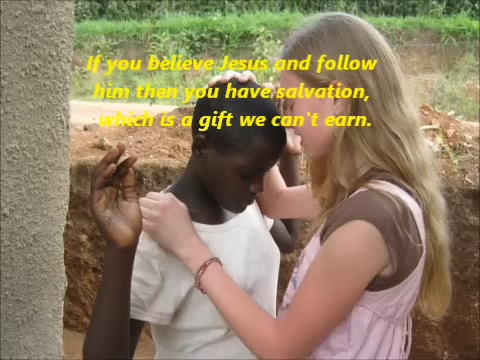 If you believe Jesus and follow
him then you have salvation,
which is a gift we can't earn.